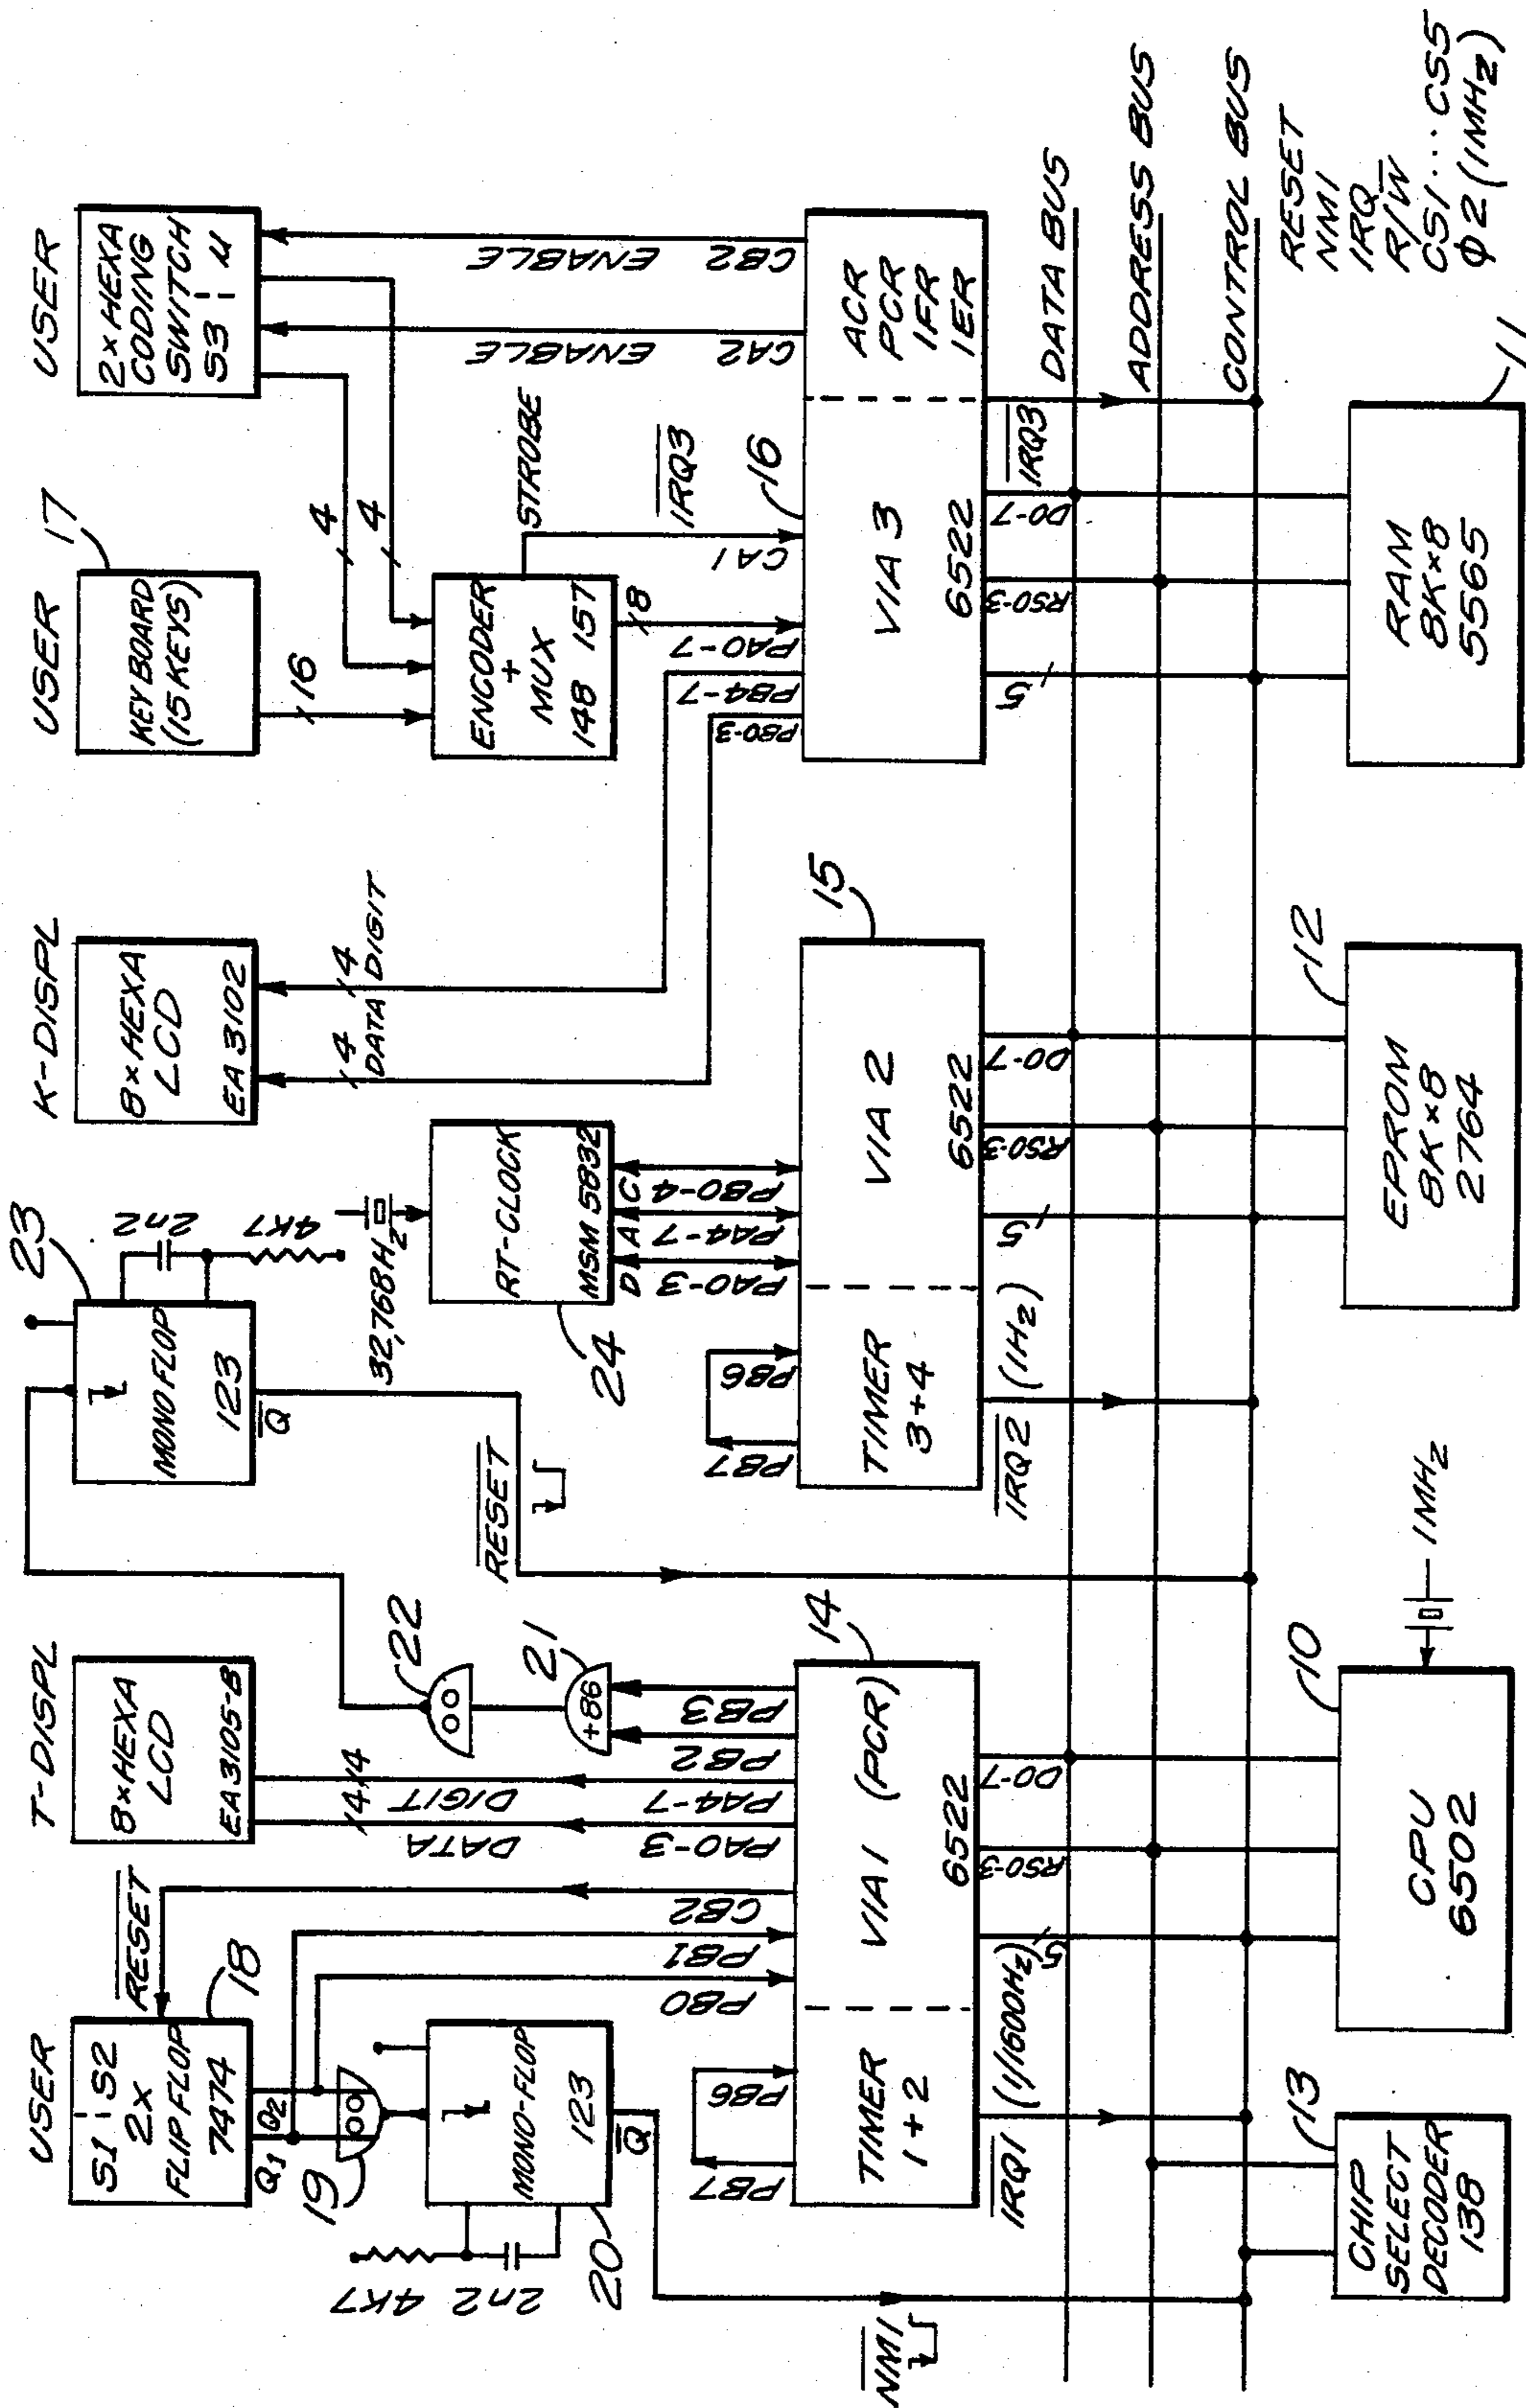 USER
S1 S2
2x
FLIP FLOP
7474
Q1 Q2
RESET
18
19
4K7
2n2
MONO-FLOP
123
Q
20
NMI
T-DISPL
8×HEXA
LCD
EA 3105-B
4 4
DATA
DIGIT
22
21
+86
23
MONOFLOP
123
Q
2n2
4K7
RESET
K-DISPL
8×HEXA
LCD
EA 3102
4 4
DATA DIGIT
32,768HZ
RT-CLOCK
MSM 5832
D A C
24
USER
KEY BOARD
(15 KEYS)
17
16
USER
2×HEXA
CODING
SWITCH
S3 4
4
4
ENCODER
+
MUX
148 157
8
STROBE
IRQ3
ENABLE
ENABLE
PB7
PB6
PB0
PB1
CB2
PA0-3
PA4-7
PB2
PB3
14
TIMER
1+2
VIA 1 (PCR)
6522
IRQ1 (1/1600HZ)
5
RS0-3
D0-7
PB7
PB6
PA0-3
PA4-7
PB0-4
15
TIMER
3+4
VIA 2
6522
IRQ2 (1HZ)
5
RS0-3
D0-7
PB0-3
PB4-7
PA0-7
CA1
16
CA2
CB2
VIA 3
6522
ACR
PCR
IFR
IER
5
RS0-3
D0-7
IRQ3
DATA BUS
ADDRESS BUS
CONTROL BUS
RESET
NMI
IRQ
R/W
CS1...CS5
Φ2 (1MHZ)
CHIP
SELECT
DECODER
138
13
CPU
6502
10
1MHZ
EPROM
8K×8
2764
12
RAM
8K×8
5565
11